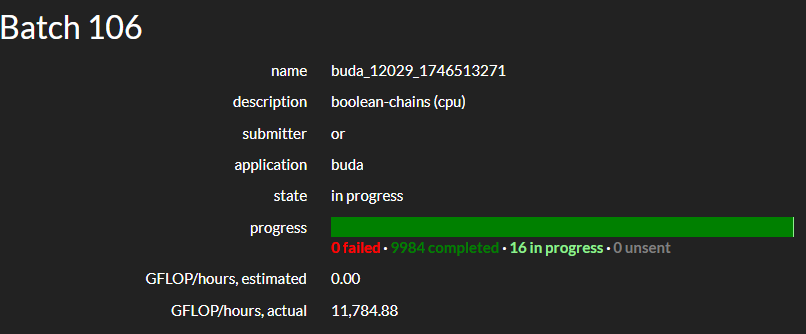 Batch 106
name buda_12029_1746513271
description boolean-chains (cpu)
submitter or
application buda
state in progress
progress
0 failed · 9984 completed · 16 in progress · 0 unsent
GFLOP/hours, estimated 0.00
GFLOP/hours, actual 11,784.88